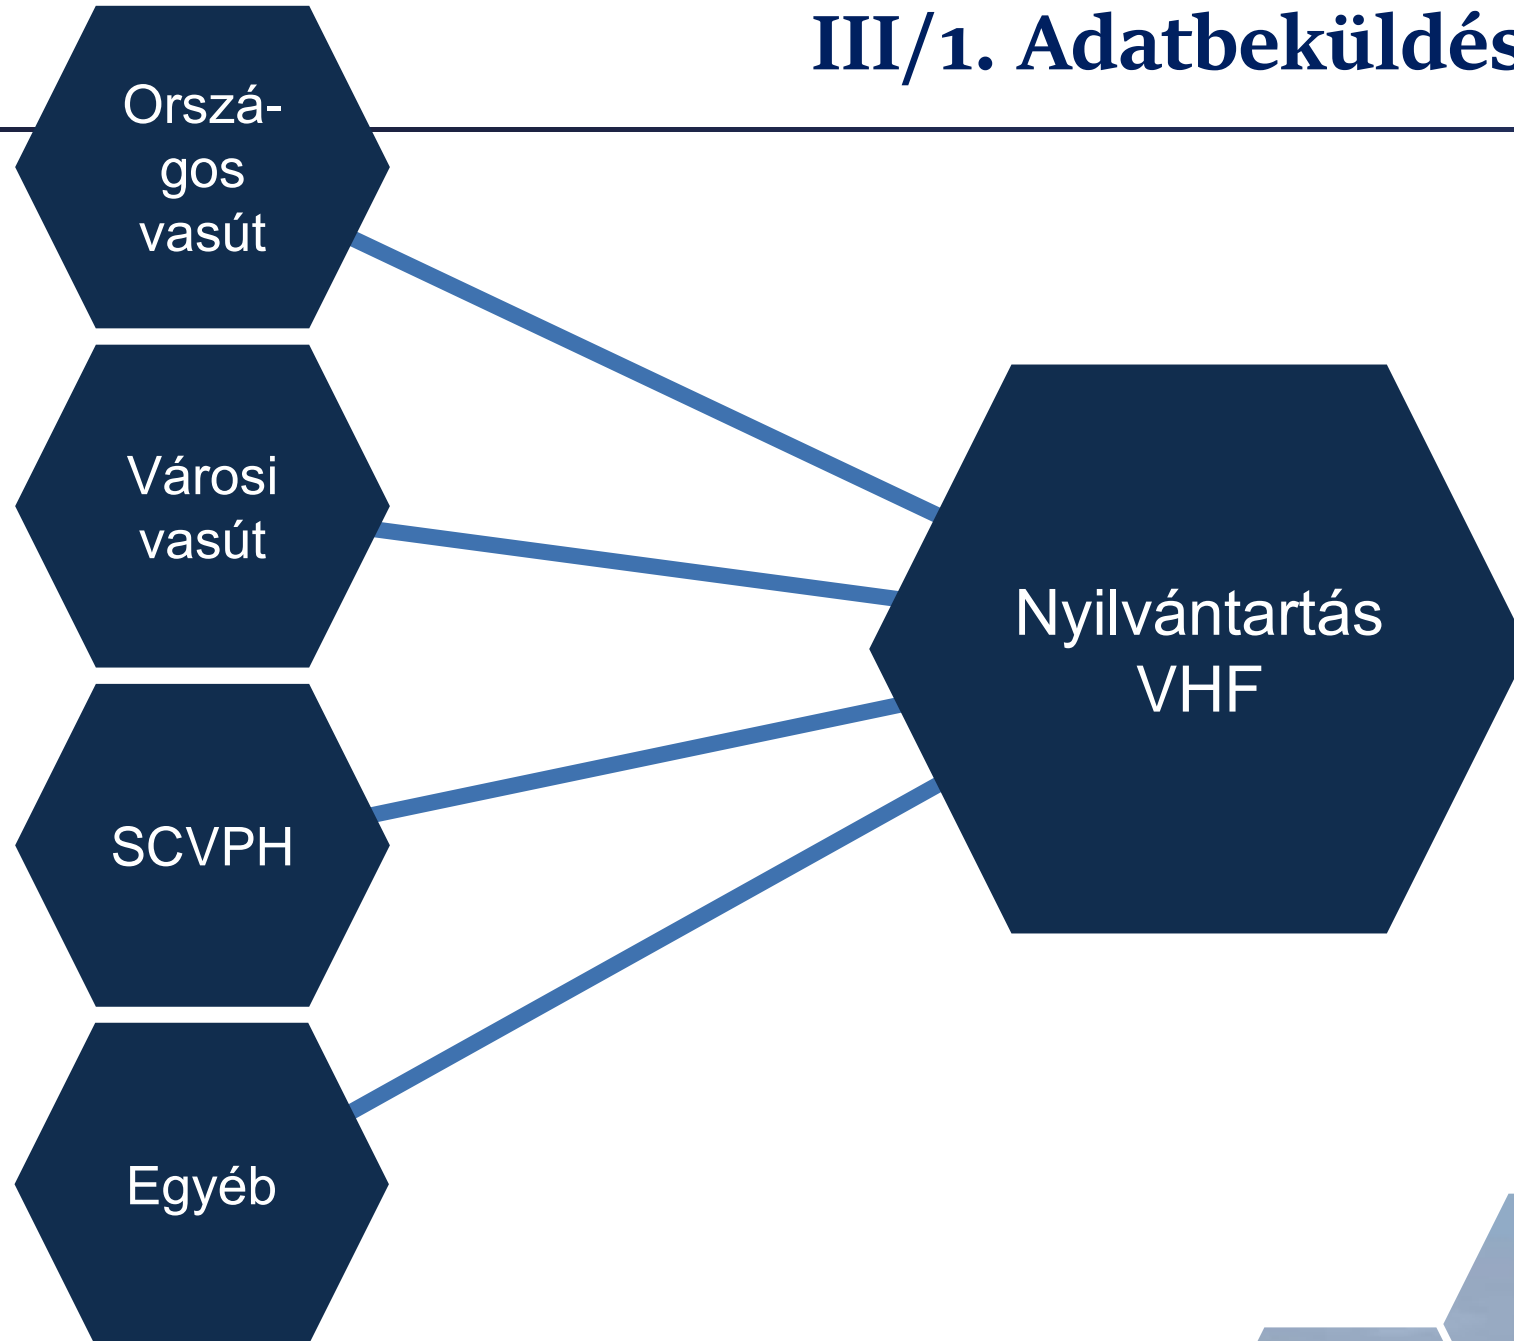 III/1. Adatbeküldés
Orszá-
gos
vasút
Városi
vasút
SCVPH
Egyéb
Nyilvántartás
VHF